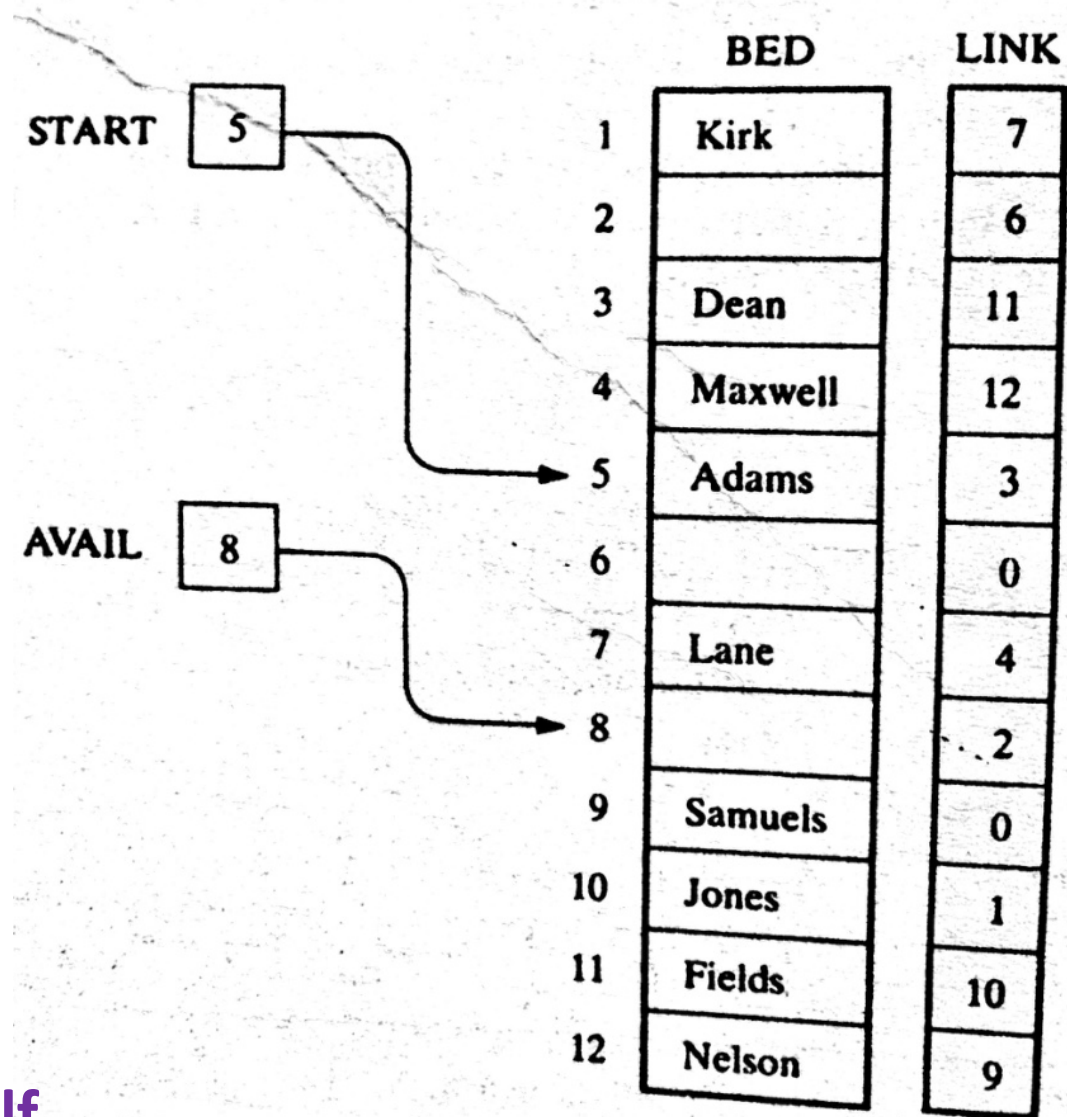 BED LINK
START 5 1 Kirk 7
2 6
3 Dean 11
4 Maxwell 12
5 Adams 3
AVAIL 8 6 0
7 Lane 4
8 2
9 Samuels 0
10 Jones 1
11 Fields 10
12 Nelson 9
lf